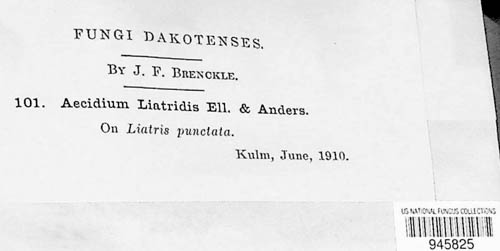 FUNGI DAKOTENSES.
By J. F. Brenckle.
101. Aecidium Liatridis Ell. & Anders.
On Liatris punctata.
Kulm, June, 1910.
US NATIONAL FUNGUS COLLECTIONS
945825